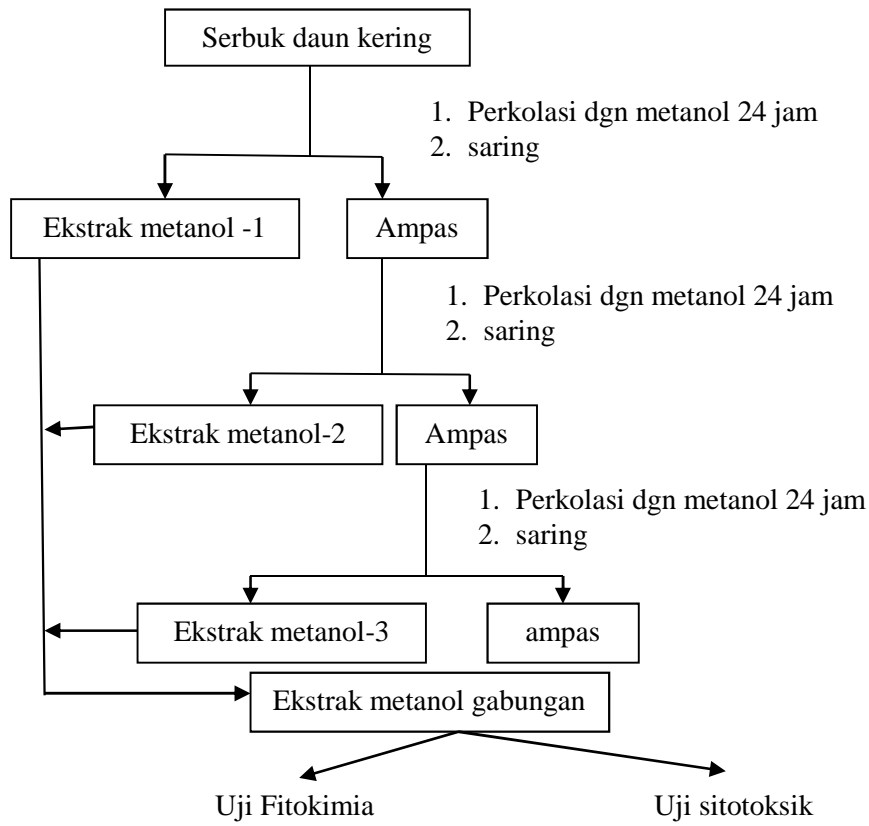 Serbuk daun kering
1. Perkolasi dgn metanol 24 jam
2. saring
Ekstrak metanol -1
Ampas
1. Perkolasi dgn metanol 24 jam
2. saring
Ekstrak metanol-2
Ampas
1. Perkolasi dgn metanol 24 jam
2. saring
Ekstrak metanol-3
ampas
Ekstrak metanol gabungan
Uji Fitokimia
Uji sitotoksik